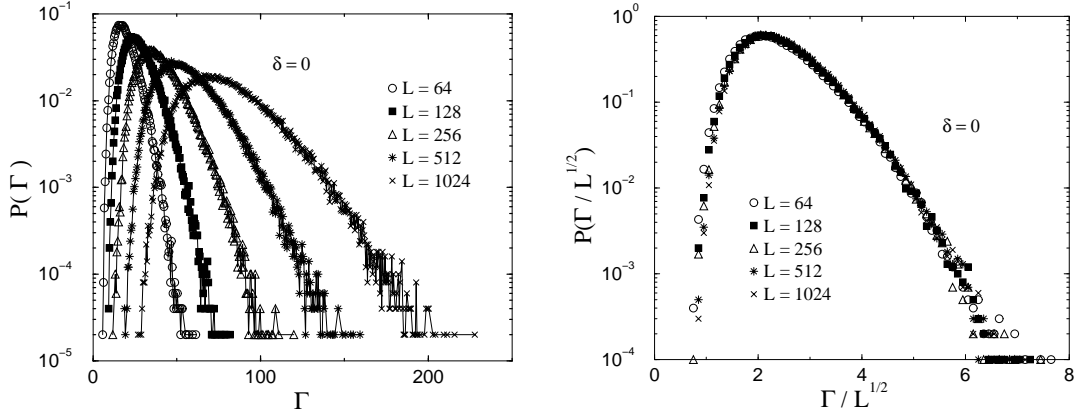 10⁰
10⁻¹
10⁻²
10⁻³
10⁻⁴
10⁻⁵
P(Γ)
δ = 0
L = 64
L = 128
L = 256
L = 512
L = 1024
0 100 200
Γ
10⁰
10⁻¹
10⁻²
10⁻³
10⁻⁴
P(Γ / L^{1/2})
δ = 0
L = 64
L = 128
L = 256
L = 512
L = 1024
0 2 4 6 8
Γ / L^{1/2}